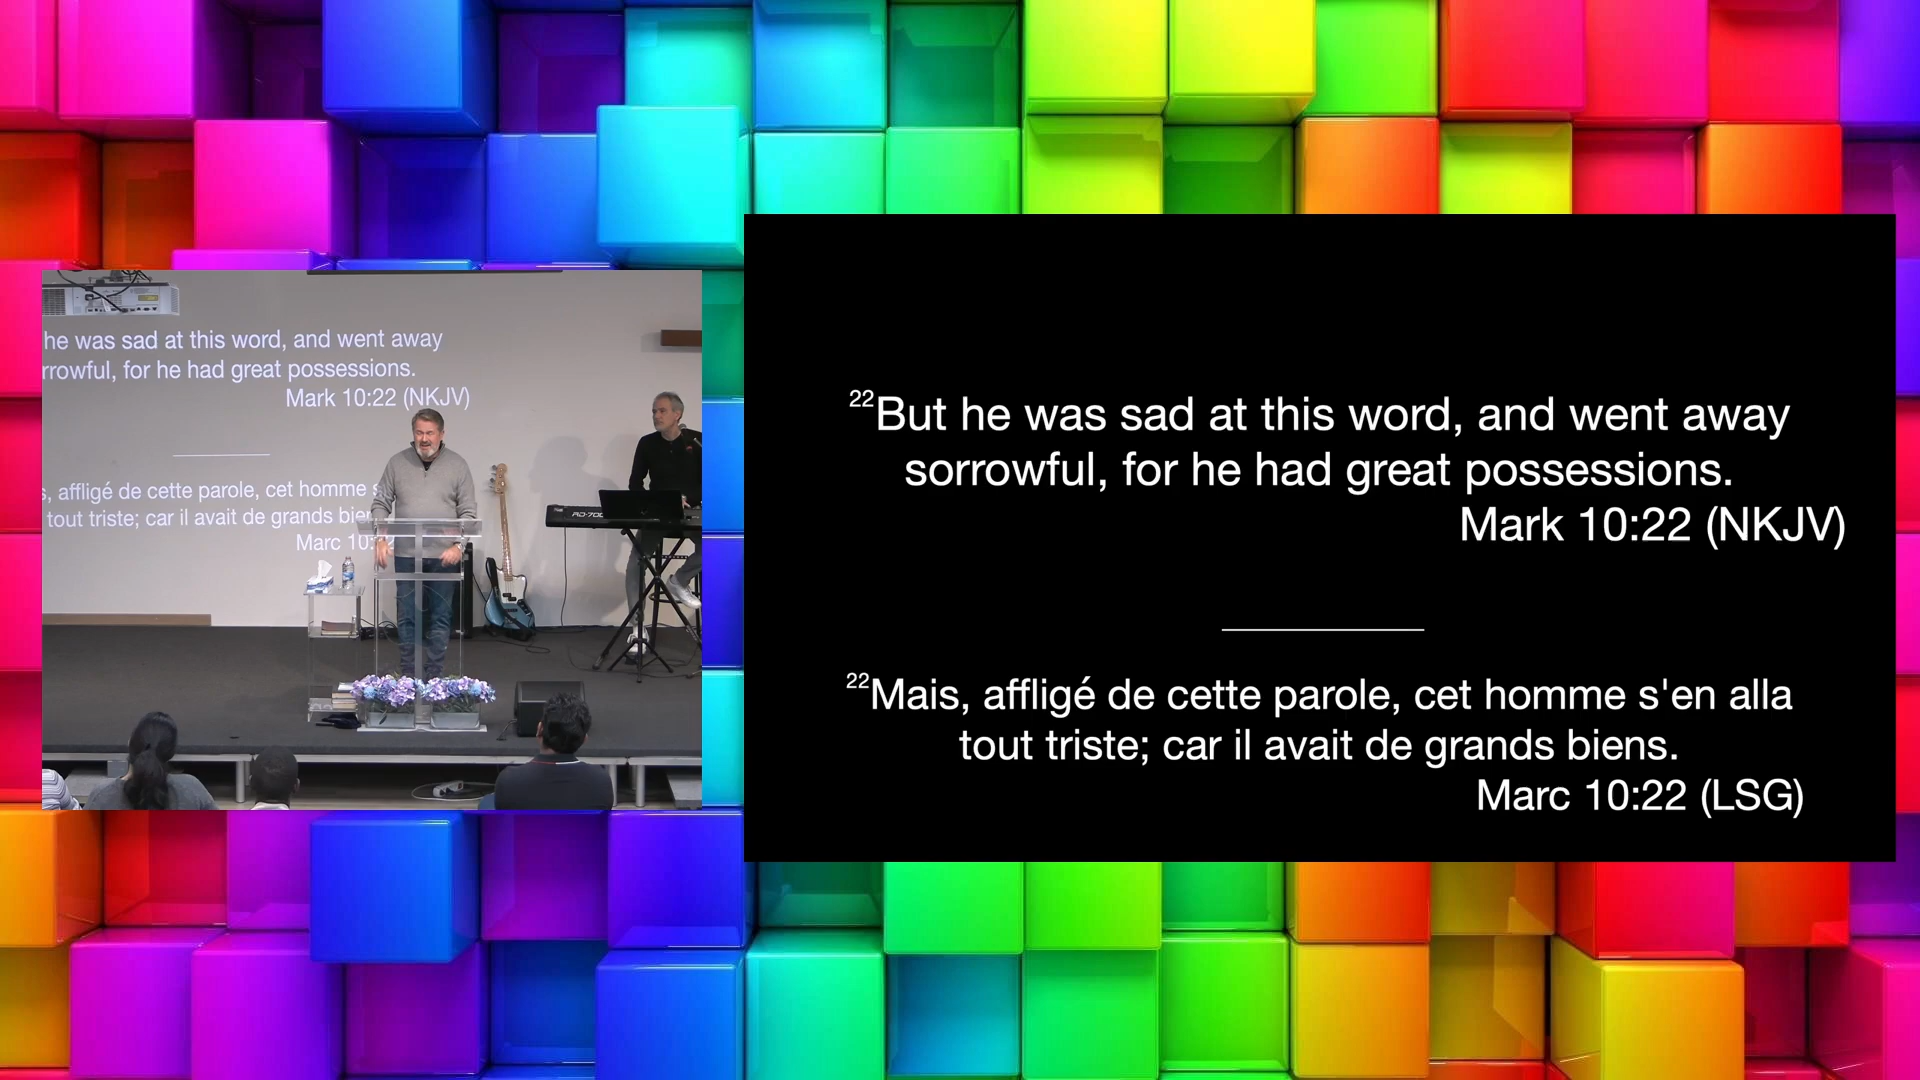 he was sad at this word, and went away
rrowful, for he had great possessions.
Mark 10:22 (NKJV)
, affligé de cette parole, cet homme
tout triste; car il avait de grands
Marc
22But he was sad at this word, and went away
sorrowful, for he had great possessions.
Mark 10:22 (NKJV)
22Mais, affligé de cette parole, cet homme s'en alla
tout triste; car il avait de grands biens.
Marc 10:22 (LSG)